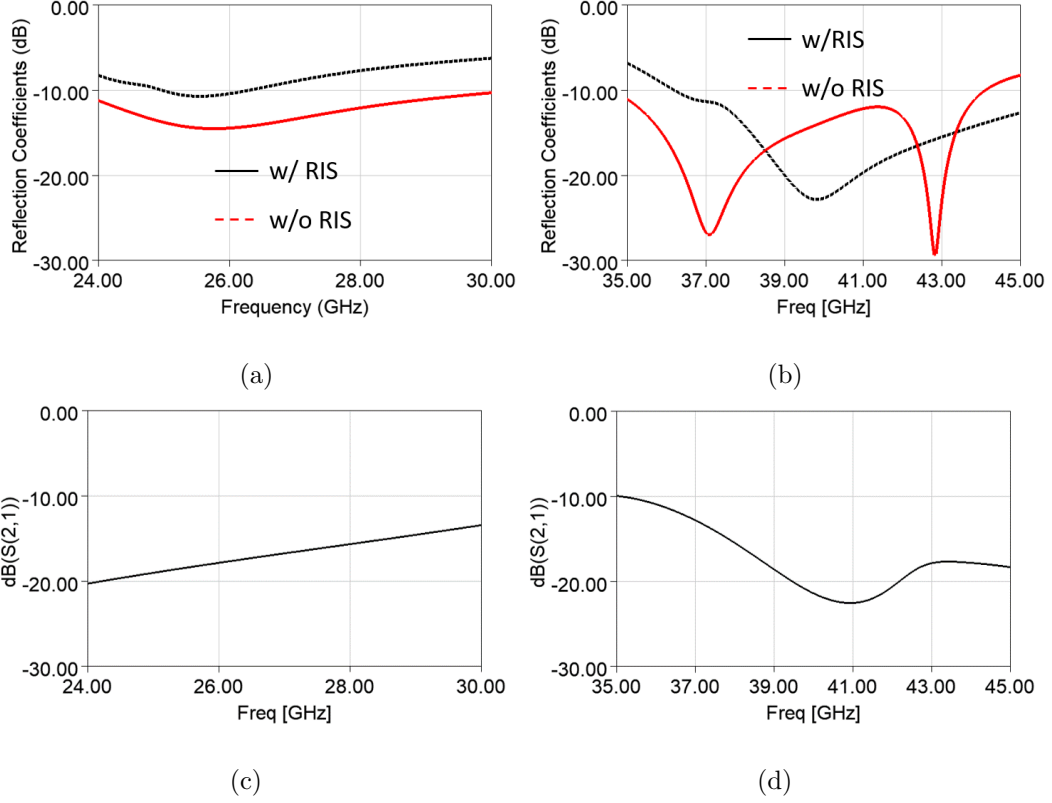 0.00
-10.00
-20.00
-30.00
Reflection Coefficients (dB)
w/ RIS
w/o RIS
24.00 26.00 28.00 30.00
Frequency (GHz)
(a)
0.00
-10.00
-20.00
-30.00
Reflection Coefficients (dB)
w/RIS
w/o RIS
35.00 37.00 39.00 41.00 43.00 45.00
Freq [GHz]
(b)
0.00
-10.00
-20.00
-30.00
dB(S(2,1))
24.00 26.00 28.00 30.00
Freq [GHz]
(c)
0.00
-10.00
-20.00
-30.00
dB(S(2,1))
35.00 37.00 39.00 41.00 43.00 45.00
Freq [GHz]
(d)